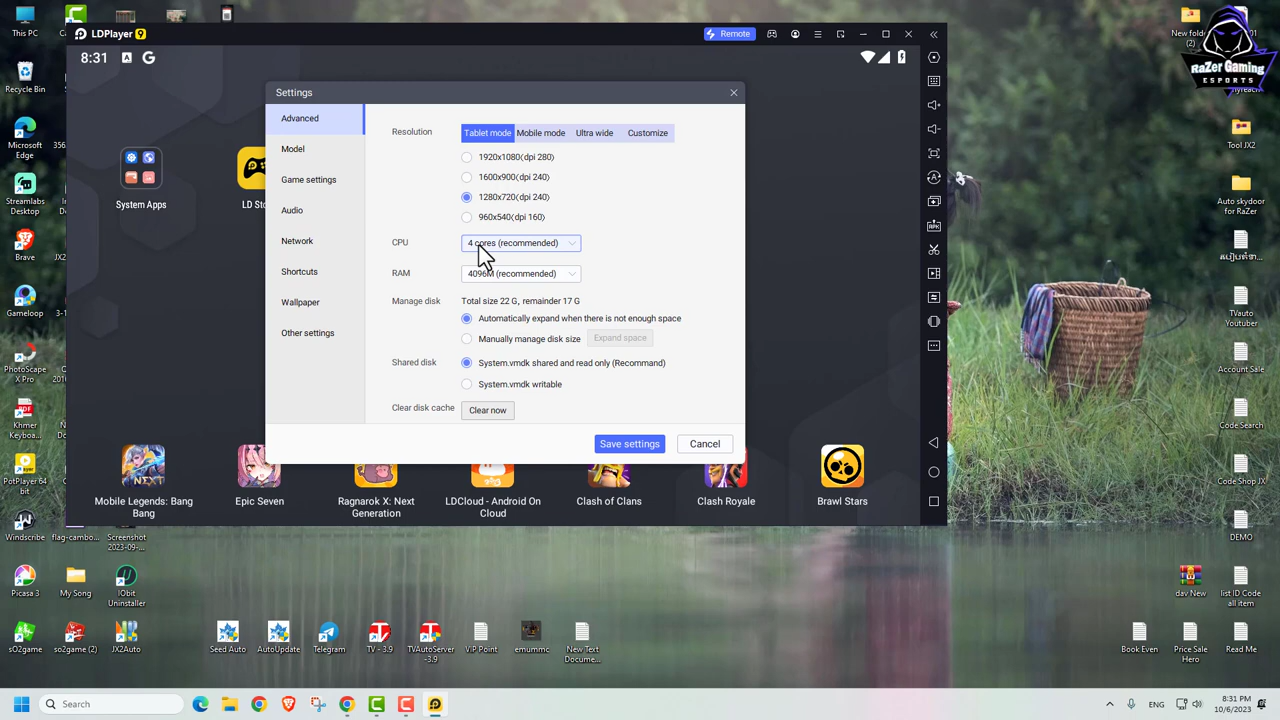 LDPlayer 9
Remote
8:31
Settings
Advanced
Model
Game settings
Audio
Network
Shortcuts
Wallpaper
Other settings
Resolution
Tablet mode
Mobile mode
Ultra wide
Customize
1920x1080(dpi 280)
1600x900(dpi 240)
1280x720(dpi 240)
960x540(dpi 160)
CPU
4 cores (recommended)
RAM
4096M (recommended)
Manage disk
Total size 22 G, remainder 17 G
Automatically expand when there is not enough space
Manually manage disk size
Expand space
Shared disk
System.vmdk shared and read only (Recommand)
System.vmdk writable
Clear disk cache
Clear now
Save settings
Cancel
System Apps
LD Sto
Mobile Legends: Bang
Bang
Epic Seven
Ragnarok X: Next
Generation
LDCloud - Android On
Cloud
Clash of Clans
Clash Royale
Brawl Stars
This PC
Recycle Bin
Microsoft
Edge
Streamlabs
Desktop
Brave
Gameloop
PhotoScape
X Pro
Khmer
Keyboa...
PotPlayer 64
bit
Windscribe
flag-cambo...
Screenshot
2023-09-...
Picasa 3
My Song
IObit
Uninstaller
sO2game
so2game (2)
JX2Auto
Seed Auto
AutoUpdate
Telegram
TV - 3.9
TVAutoServer
-3.9
V.I.P Point
emummc
New Text
Docume...
New folder
(2)
RaZer Gaming
ESPORTS
Tool JX2
Auto skydoor
for RaZer
TVauto
Youtuber
Account Sale
Code Search
Code Shop JX
DEMO
dav New
list ID Code
all item
Book Even
Price Sale
Hero
Read Me
Search
ENG
8:31 PM
10/6/2023